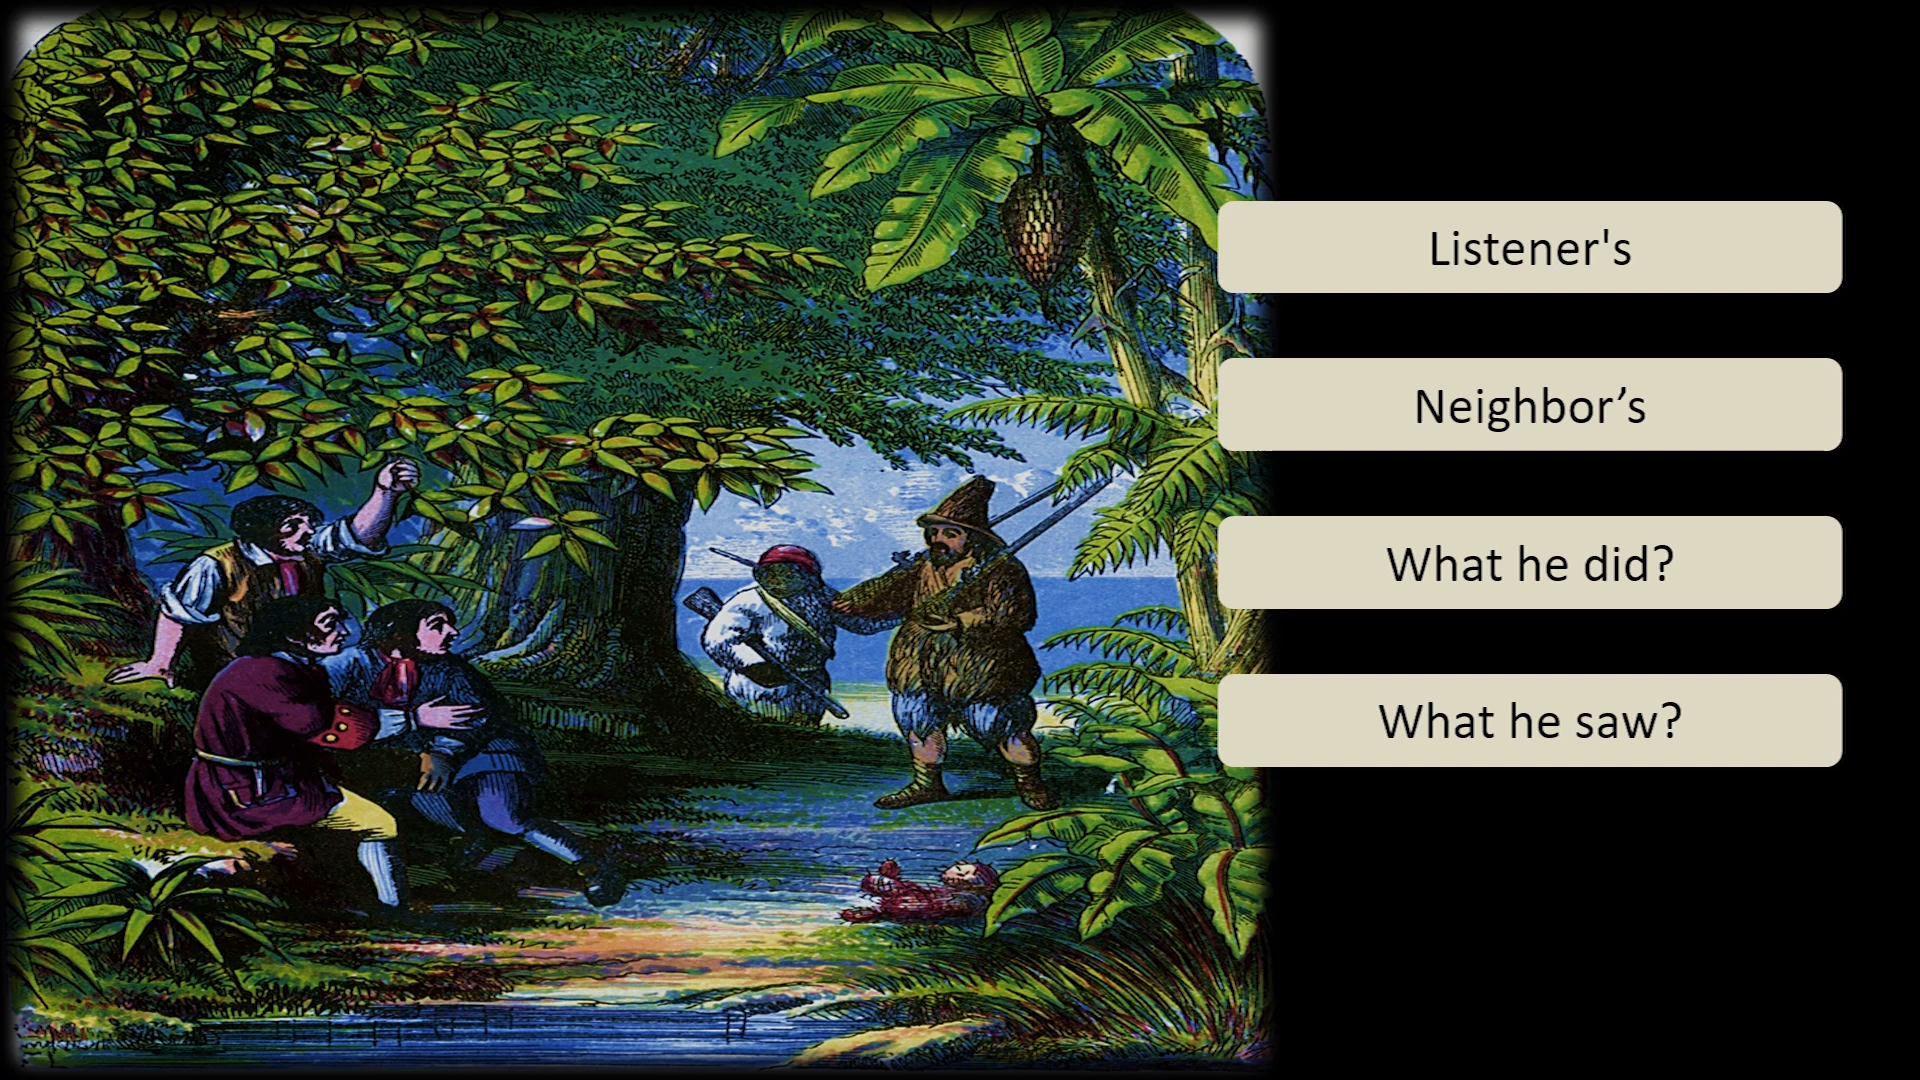 Listener's
Neighbor’s
What he did?
What he saw?